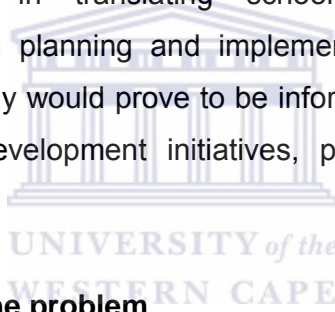 in translating school
planning and implemen
y would prove to be infor
evelopment initiatives, p
UNIVERSITY of the
WESTERN CAPE
e problem